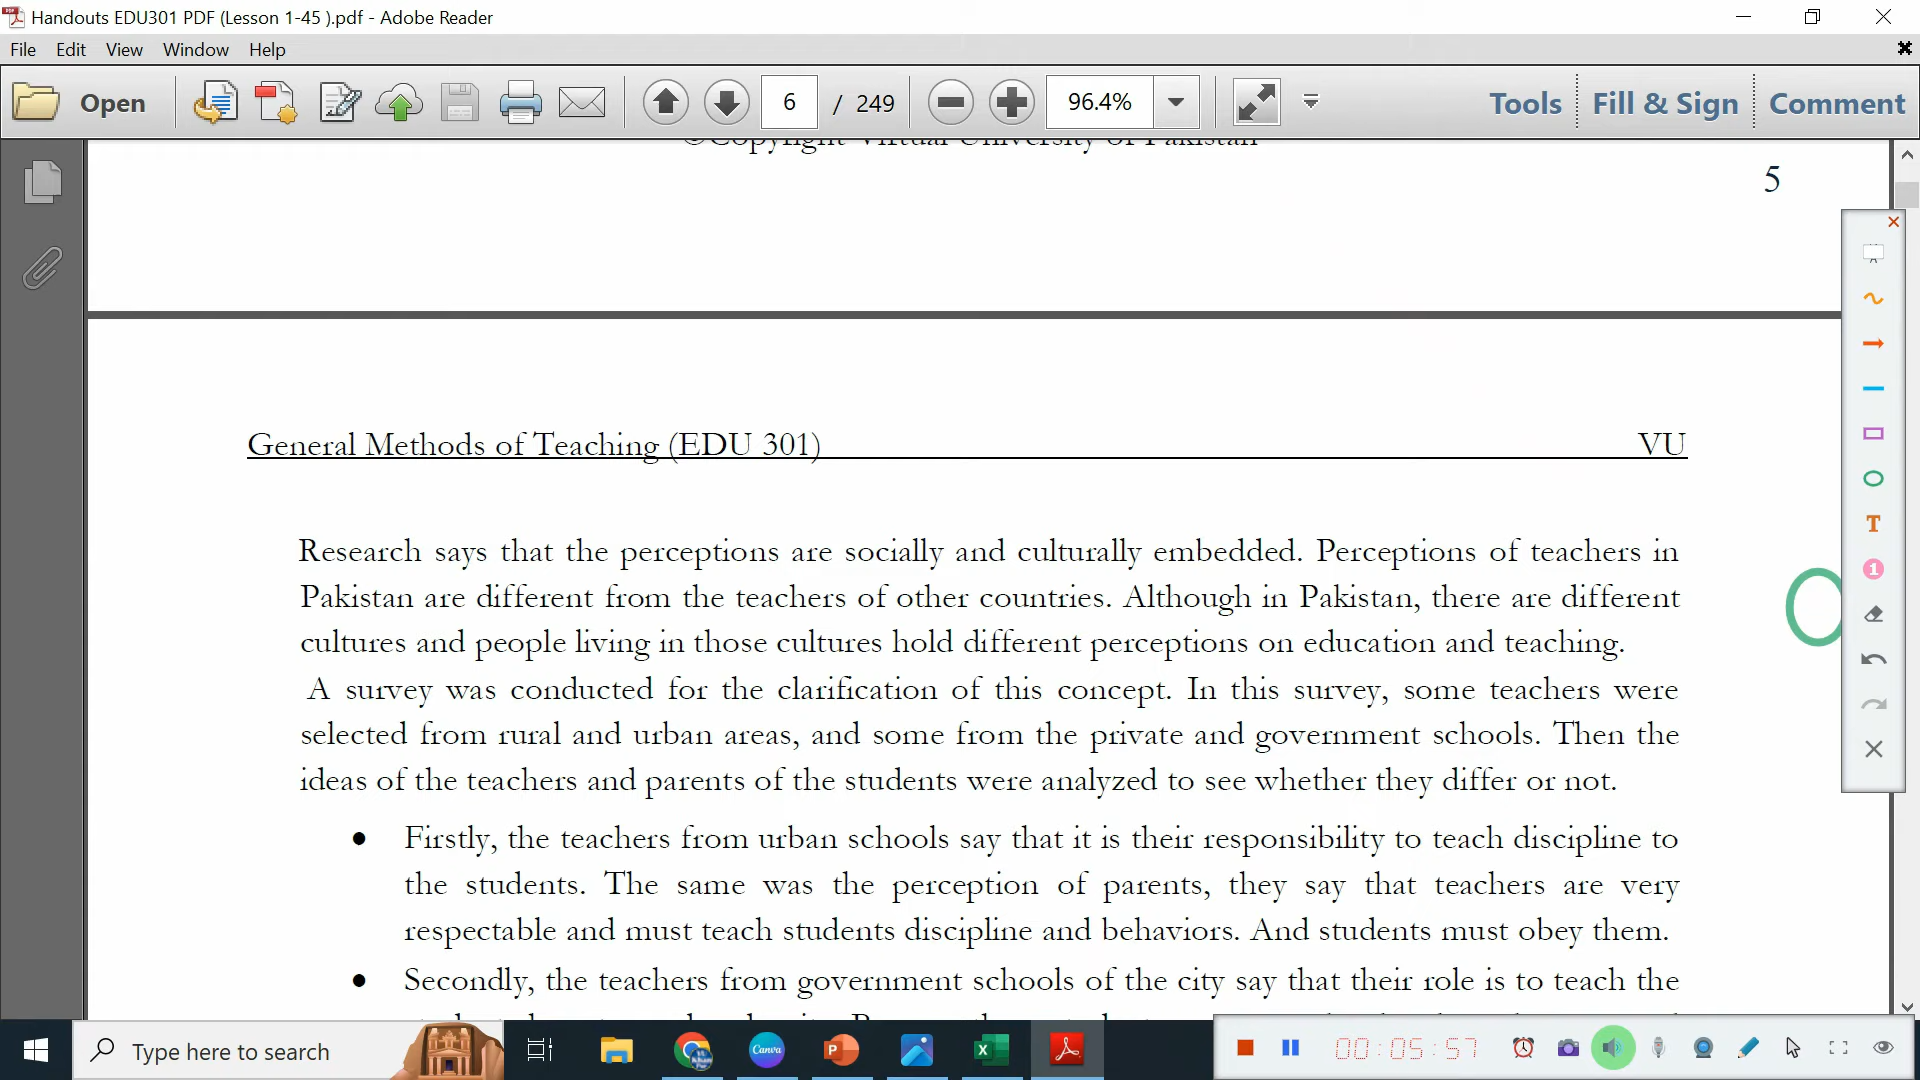 Handouts EDU301 PDF (Lesson 1-45 ).pdf - Adobe Reader
File Edit View Window Help
Open 6 / 249 96.4% Tools Fill & Sign Comment
©Copyright Virtual University of Pakistan
5
General Methods of Teaching (EDU 301) VU
Research says that the perceptions are socially and culturally embedded. Perceptions of teachers in
Pakistan are different from the teachers of other countries. Although in Pakistan, there are different
cultures and people living in those cultures hold different perceptions on education and teaching.
A survey was conducted for the clarification of this concept. In this survey, some teachers were
selected from rural and urban areas, and some from the private and government schools. Then the
ideas of the teachers and parents of the students were analyzed to see whether they differ or not.
● Firstly, the teachers from urban schools say that it is their responsibility to teach discipline to
the students. The same was the perception of parents, they say that teachers are very
respectable and must teach students discipline and behaviors. And students must obey them.
● Secondly, the teachers from government schools of the city say that their role is to teach the
T
1
Type here to search
Canva
00:05:57